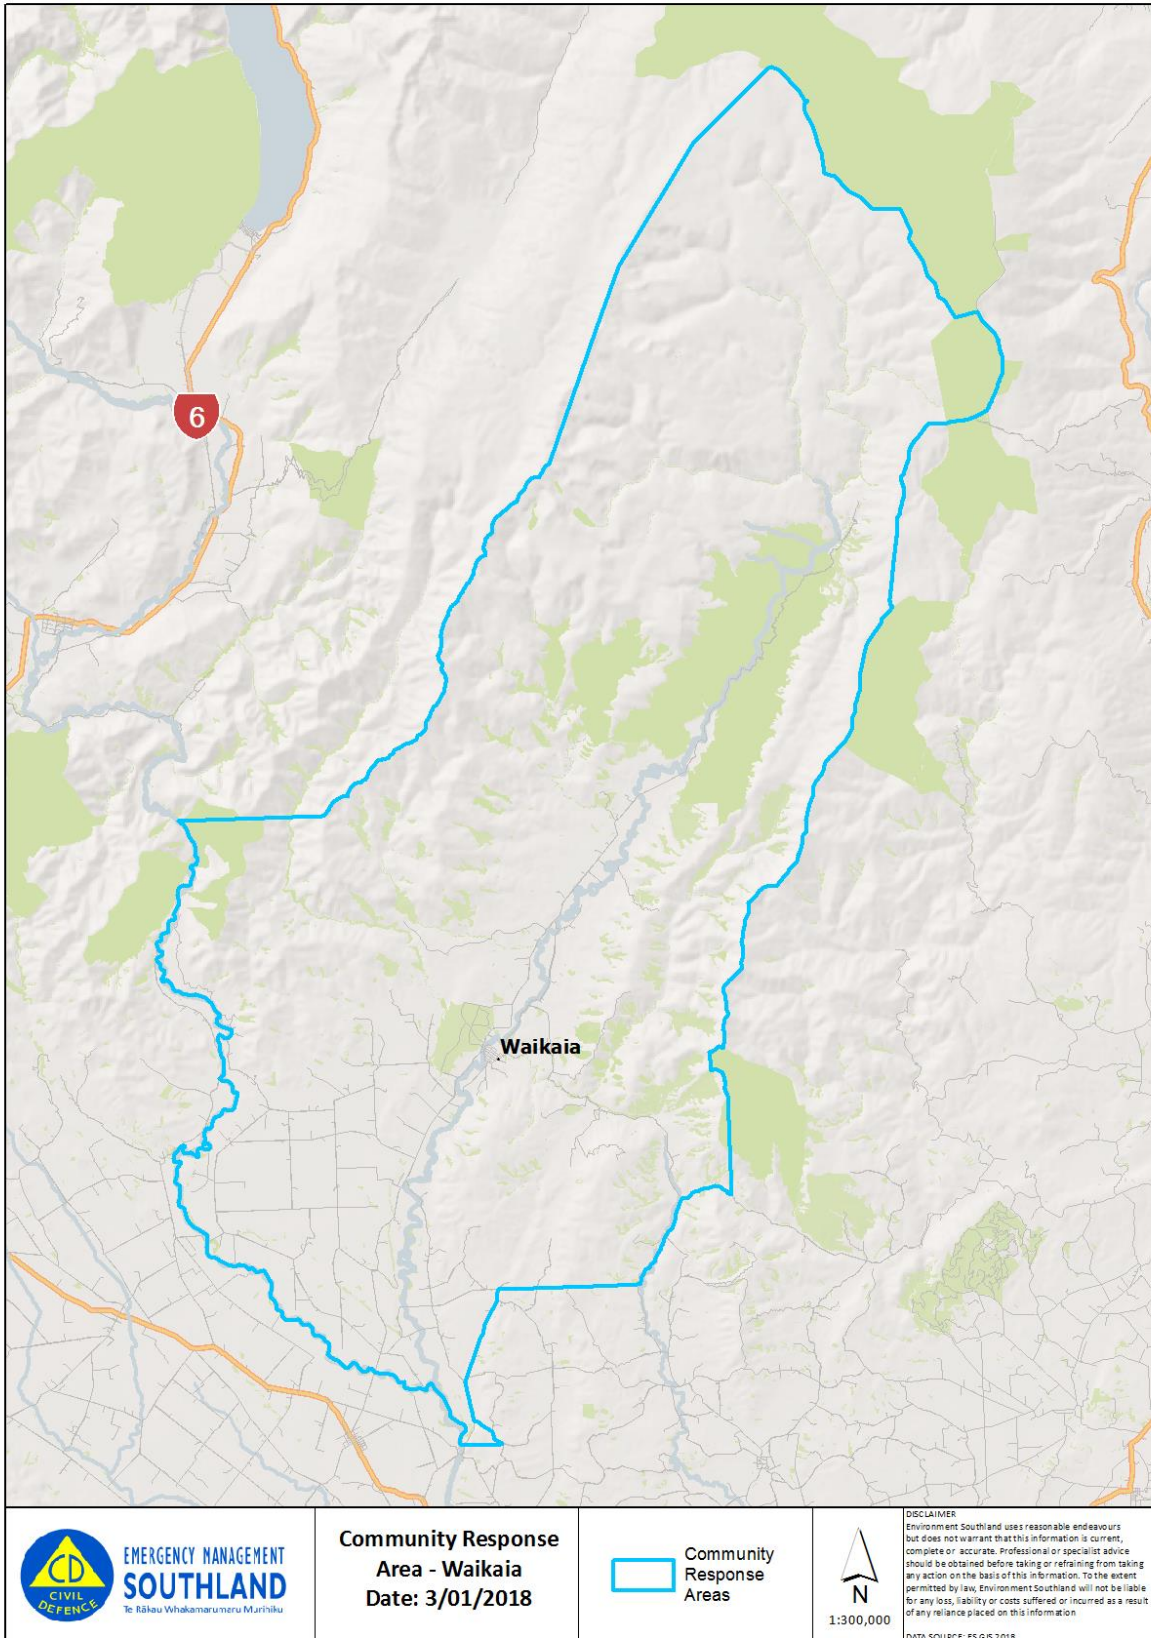 6
Waikaia
CD
CIVIL
DEFENCE
EMERGENCY MANAGEMENT
SOUTHLAND
Te Rākau Whakamarumaru Murihiku
Community Response
Area - Waikaia
Date: 3/01/2018
Community
Response
Areas
N
1:300,000
DISCLAIMER
Environment Southland uses reasonable endeavours
but does not warrant that this information is current,
complete or accurate. Professional or specialist advice
should be obtained before taking or refraining from taking
any action on the basis of this information. To the extent
permitted by law, Environment Southland will not be liable
for any loss, liability or costs suffered or incurred as a result
of any reliance placed on this information
DATA SOURCE: ES GIS 2018